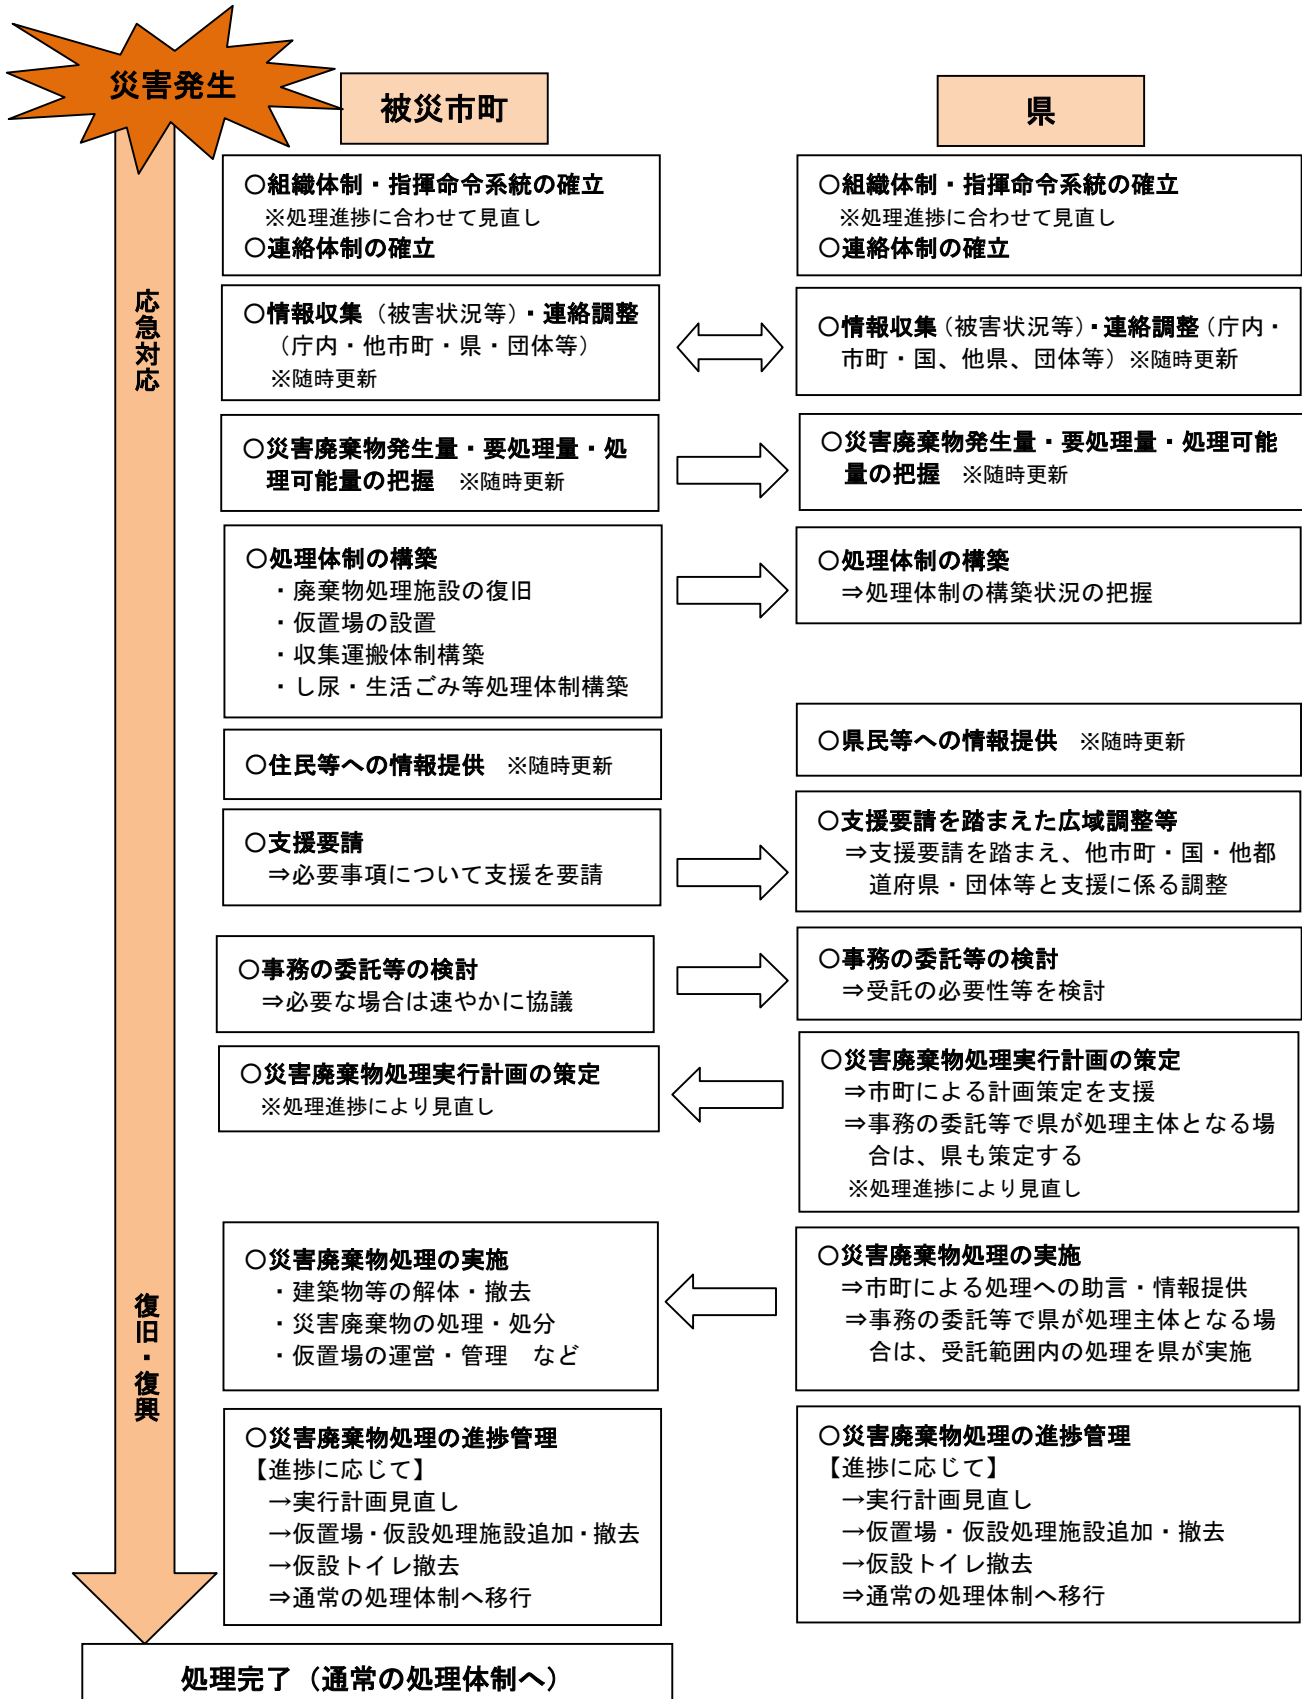 災害発生
被災市町
県
応急対応
復旧・復興
○組織体制・指揮命令系統の確立
※処理進捗に合わせて見直し
○連絡体制の確立
○組織体制・指揮命令系統の確立
※処理進捗に合わせて見直し
○連絡体制の確立
○情報収集（被害状況等）・連絡調整
（庁内・他市町・県・団体等）
※随時更新
○情報収集（被害状況等）・連絡調整（庁内・
市町・国、他県、団体等）※随時更新
○災害廃棄物発生量・要処理量・処
理可能量の把握　※随時更新
○災害廃棄物発生量・要処理量・処理可能
量の把握　※随時更新
○処理体制の構築
・廃棄物処理施設の復旧
・仮置場の設置
・収集運搬体制構築
・し尿・生活ごみ等処理体制構築
○処理体制の構築
⇒処理体制の構築状況の把握
○住民等への情報提供　※随時更新
○県民等への情報提供　※随時更新
○支援要請
⇒必要事項について支援を要請
○支援要請を踏まえた広域調整等
⇒支援要請を踏まえ、他市町・国・他都
道府県・団体等と支援に係る調整
○事務の委託等の検討
⇒必要な場合は速やかに協議
○事務の委託等の検討
⇒受託の必要性等を検討
○災害廃棄物処理実行計画の策定
※処理進捗により見直し
○災害廃棄物処理実行計画の策定
⇒市町による計画策定を支援
⇒事務の委託等で県が処理主体となる場
合は、県も策定する
※処理進捗により見直し
○災害廃棄物処理の実施
・建築物等の解体・撤去
・災害廃棄物の処理・処分
・仮置場の運営・管理　など
○災害廃棄物処理の実施
⇒市町による処理への助言・情報提供
⇒事務の委託等で県が処理主体となる場
合は、受託範囲内の処理を県が実施
○災害廃棄物処理の進捗管理
【進捗に応じて】
→実行計画見直し
→仮置場・仮設処理施設追加・撤去
→仮設トイレ撤去
⇒通常の処理体制へ移行
○災害廃棄物処理の進捗管理
【進捗に応じて】
→実行計画見直し
→仮置場・仮設処理施設追加・撤去
→仮設トイレ撤去
⇒通常の処理体制へ移行
処理完了（通常の処理体制へ）